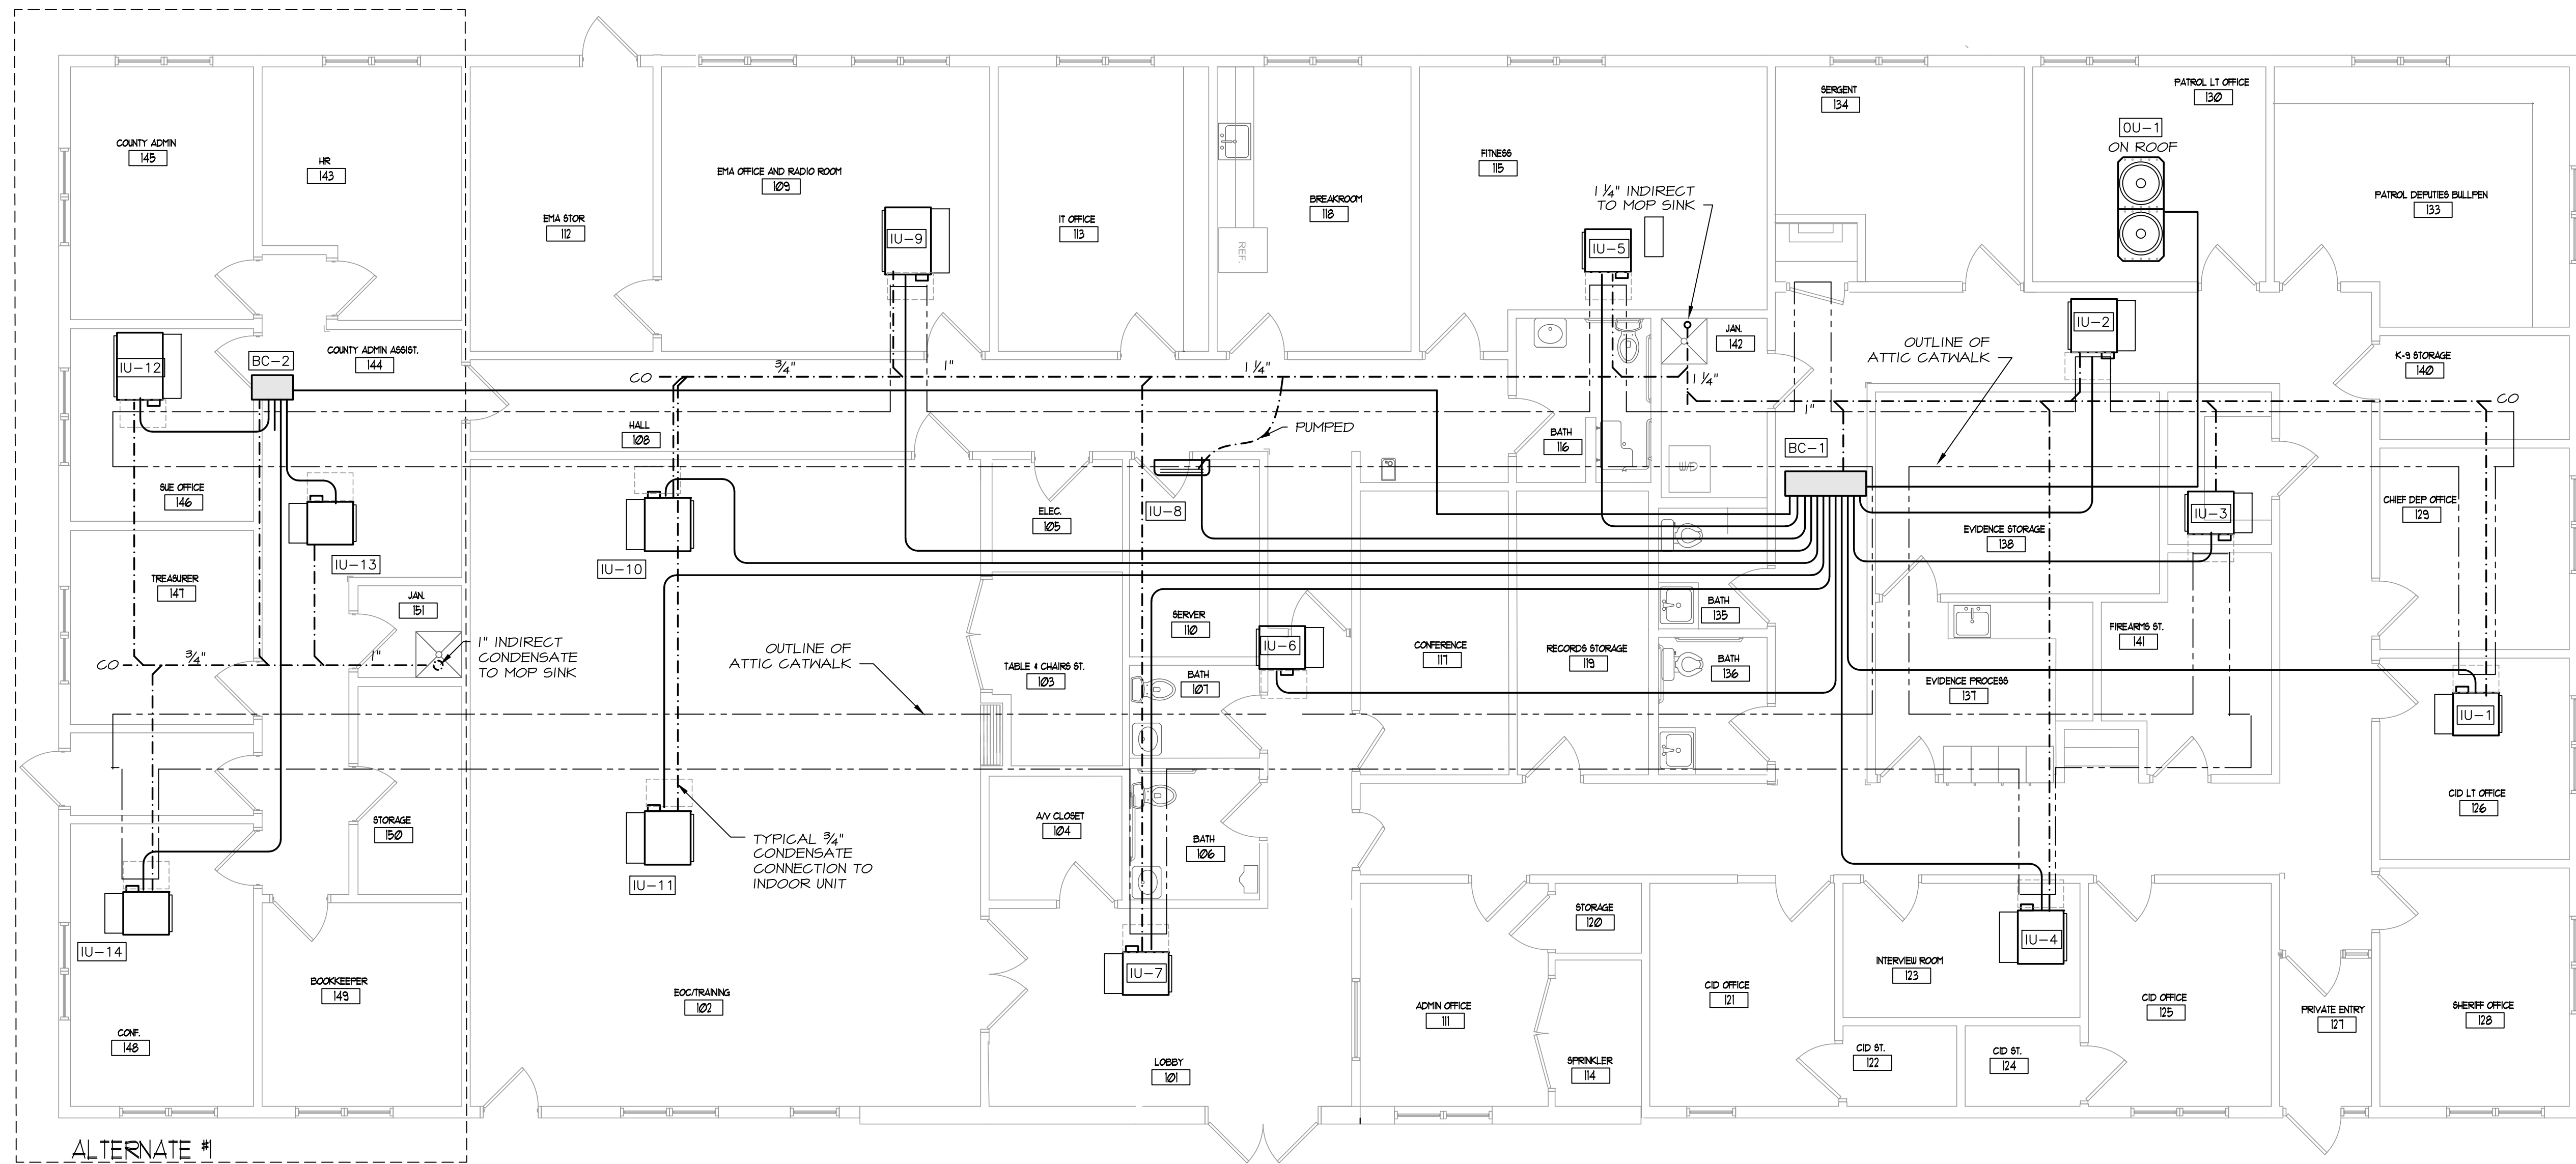 OU-1
ON ROOF
PATROL LT OFFICE
130
SERGENT
134
COUNTY ADMIN
145
HR
143
EMA OFFICE AND RADIO ROOM
109
FITNESS
115
1 ¼" INDIRECT
TO MOP SINK
BREAKROOM
118
PATROL DEPUTIES BULLPEN
133
EMA STOR
112
IT OFFICE
113
IU-9
IU-5
REF.
IU-2
JAN.
142
OUTLINE OF
ATTIC CATWALK
IU-12
BC-2
COUNTY ADMIN ASSIST.
144
CO
¾"
1"
1 ¼"
1 ¼"
1"
K-9 STORAGE
140
CO
HALL
108
PUMPED
BATH
116
W/D
BC-1
SUE OFFICE
146
IU-8
ELEC.
105
IU-3
CHIEF DEP OFFICE
129
EVIDENCE STORAGE
138
IU-13
IU-10
TREASURER
147
JAN.
151
SERVER
110
BATH
135
FIREARMS ST.
141
1" INDIRECT
CONDENSATE
TO MOP SINK
CO
¾"
1"
OUTLINE OF
ATTIC CATWALK
TABLE & CHAIRS ST.
103
IU-6
CONFERENCE
117
RECORDS STORAGE
119
BATH
136
BATH
107
EVIDENCE PROCESS
137
IU-1
CID LT OFFICE
126
STORAGE
150
A/V CLOSET
104
BATH
106
TYPICAL ¾"
CONDENSATE
CONNECTION TO
INDOOR UNIT
IU-11
IU-14
STORAGE
120
IU-4
INTERVIEW ROOM
123
IU-7
BOOKKEEPER
149
EOC/TRAINING
102
CID OFFICE
121
CID OFFICE
125
ADMIN OFFICE
111
PRIVATE ENTRY
127
SHERIFF OFFICE
128
CONF.
148
LOBBY
101
SPRINKLER
114
CID ST.
122
CID ST.
124
ALTERNATE #1